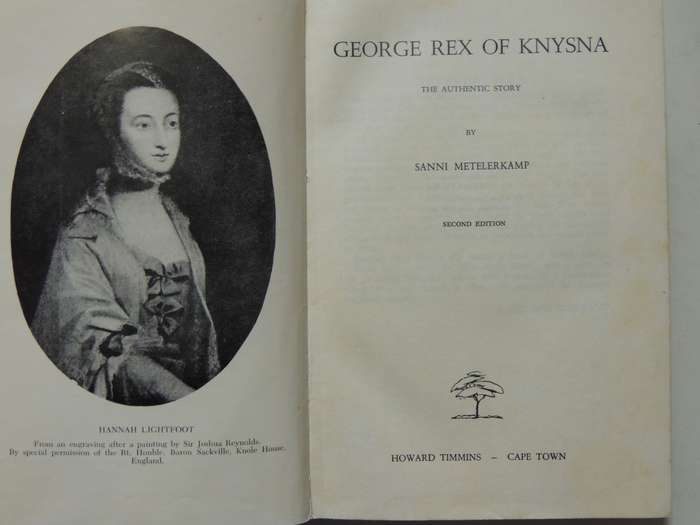 HANNAH LIGHTFOOT
From an engraving after a painting by Sir Joshua Reynolds.
By special permission of the Rt. Honble. Baron Sackville, Knole House,
England.
GEORGE REX OF KNYSNA
THE AUTHENTIC STORY
BY
SANNI METELERKAMP
SECOND EDITION
HOWARD TIMMINS – CAPE TOWN